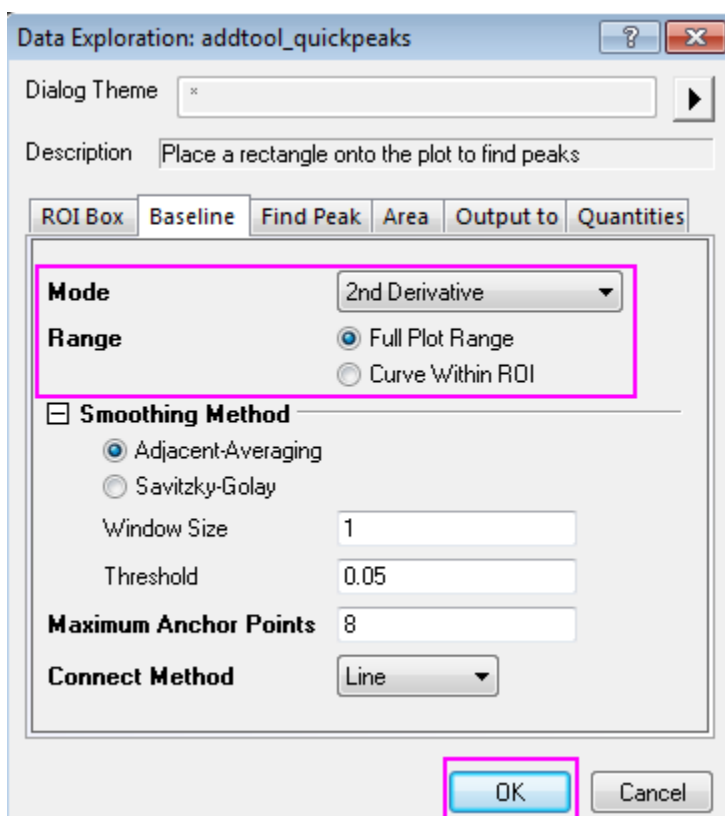 Data Exploration: addtool_quickpeaks
Dialog Theme *
Description Place a rectangle onto the plot to find peaks
ROI Box Baseline Find Peak Area Output to Quantities
Mode 2nd Derivative
Range Full Plot Range
Curve Within ROI
Smoothing Method
Adjacent-Averaging
Savitzky-Golay
Window Size 1
Threshold 0.05
Maximum Anchor Points 8
Connect Method Line
OK Cancel